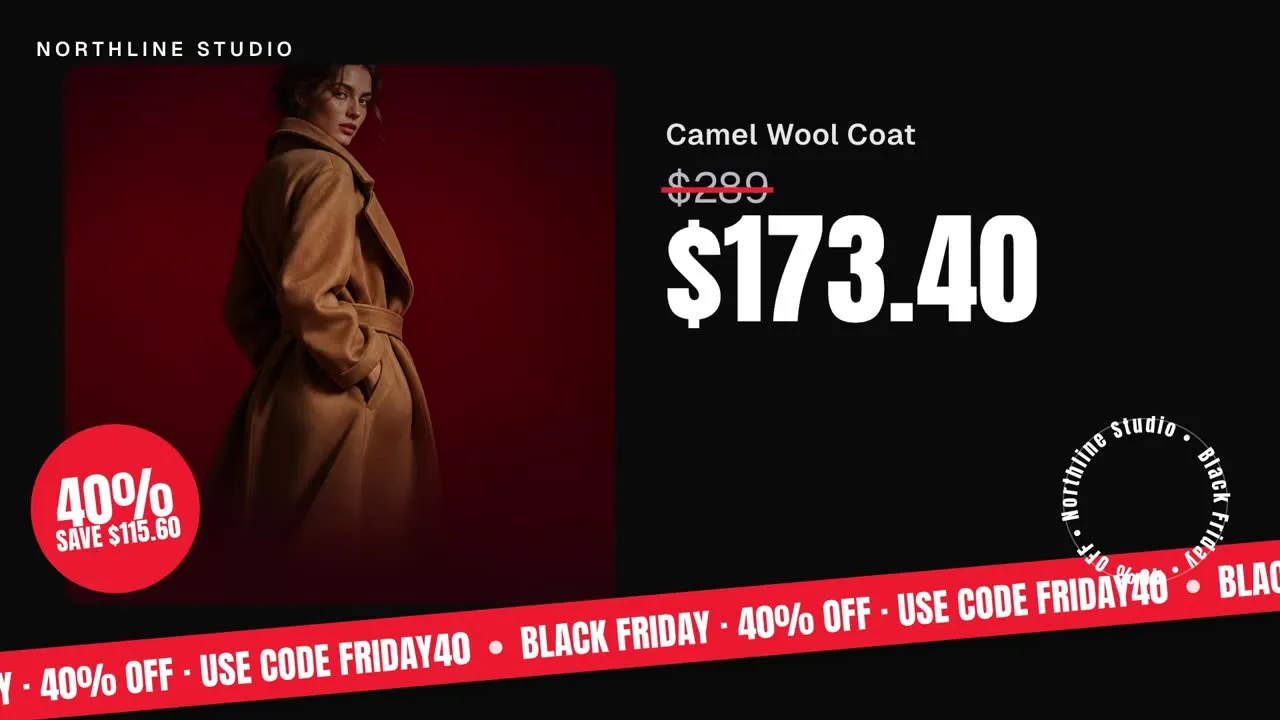 NORTHLINE STUDIO
Camel Wool Coat
$289
$173.40
40%
SAVE $115.60
Northline Studio • Black Friday • OFF •
Y · 40% OFF · USE CODE FRIDAY40 • BLACK FRIDAY · 40% OFF · USE CODE FRIDAY40 • BLAC